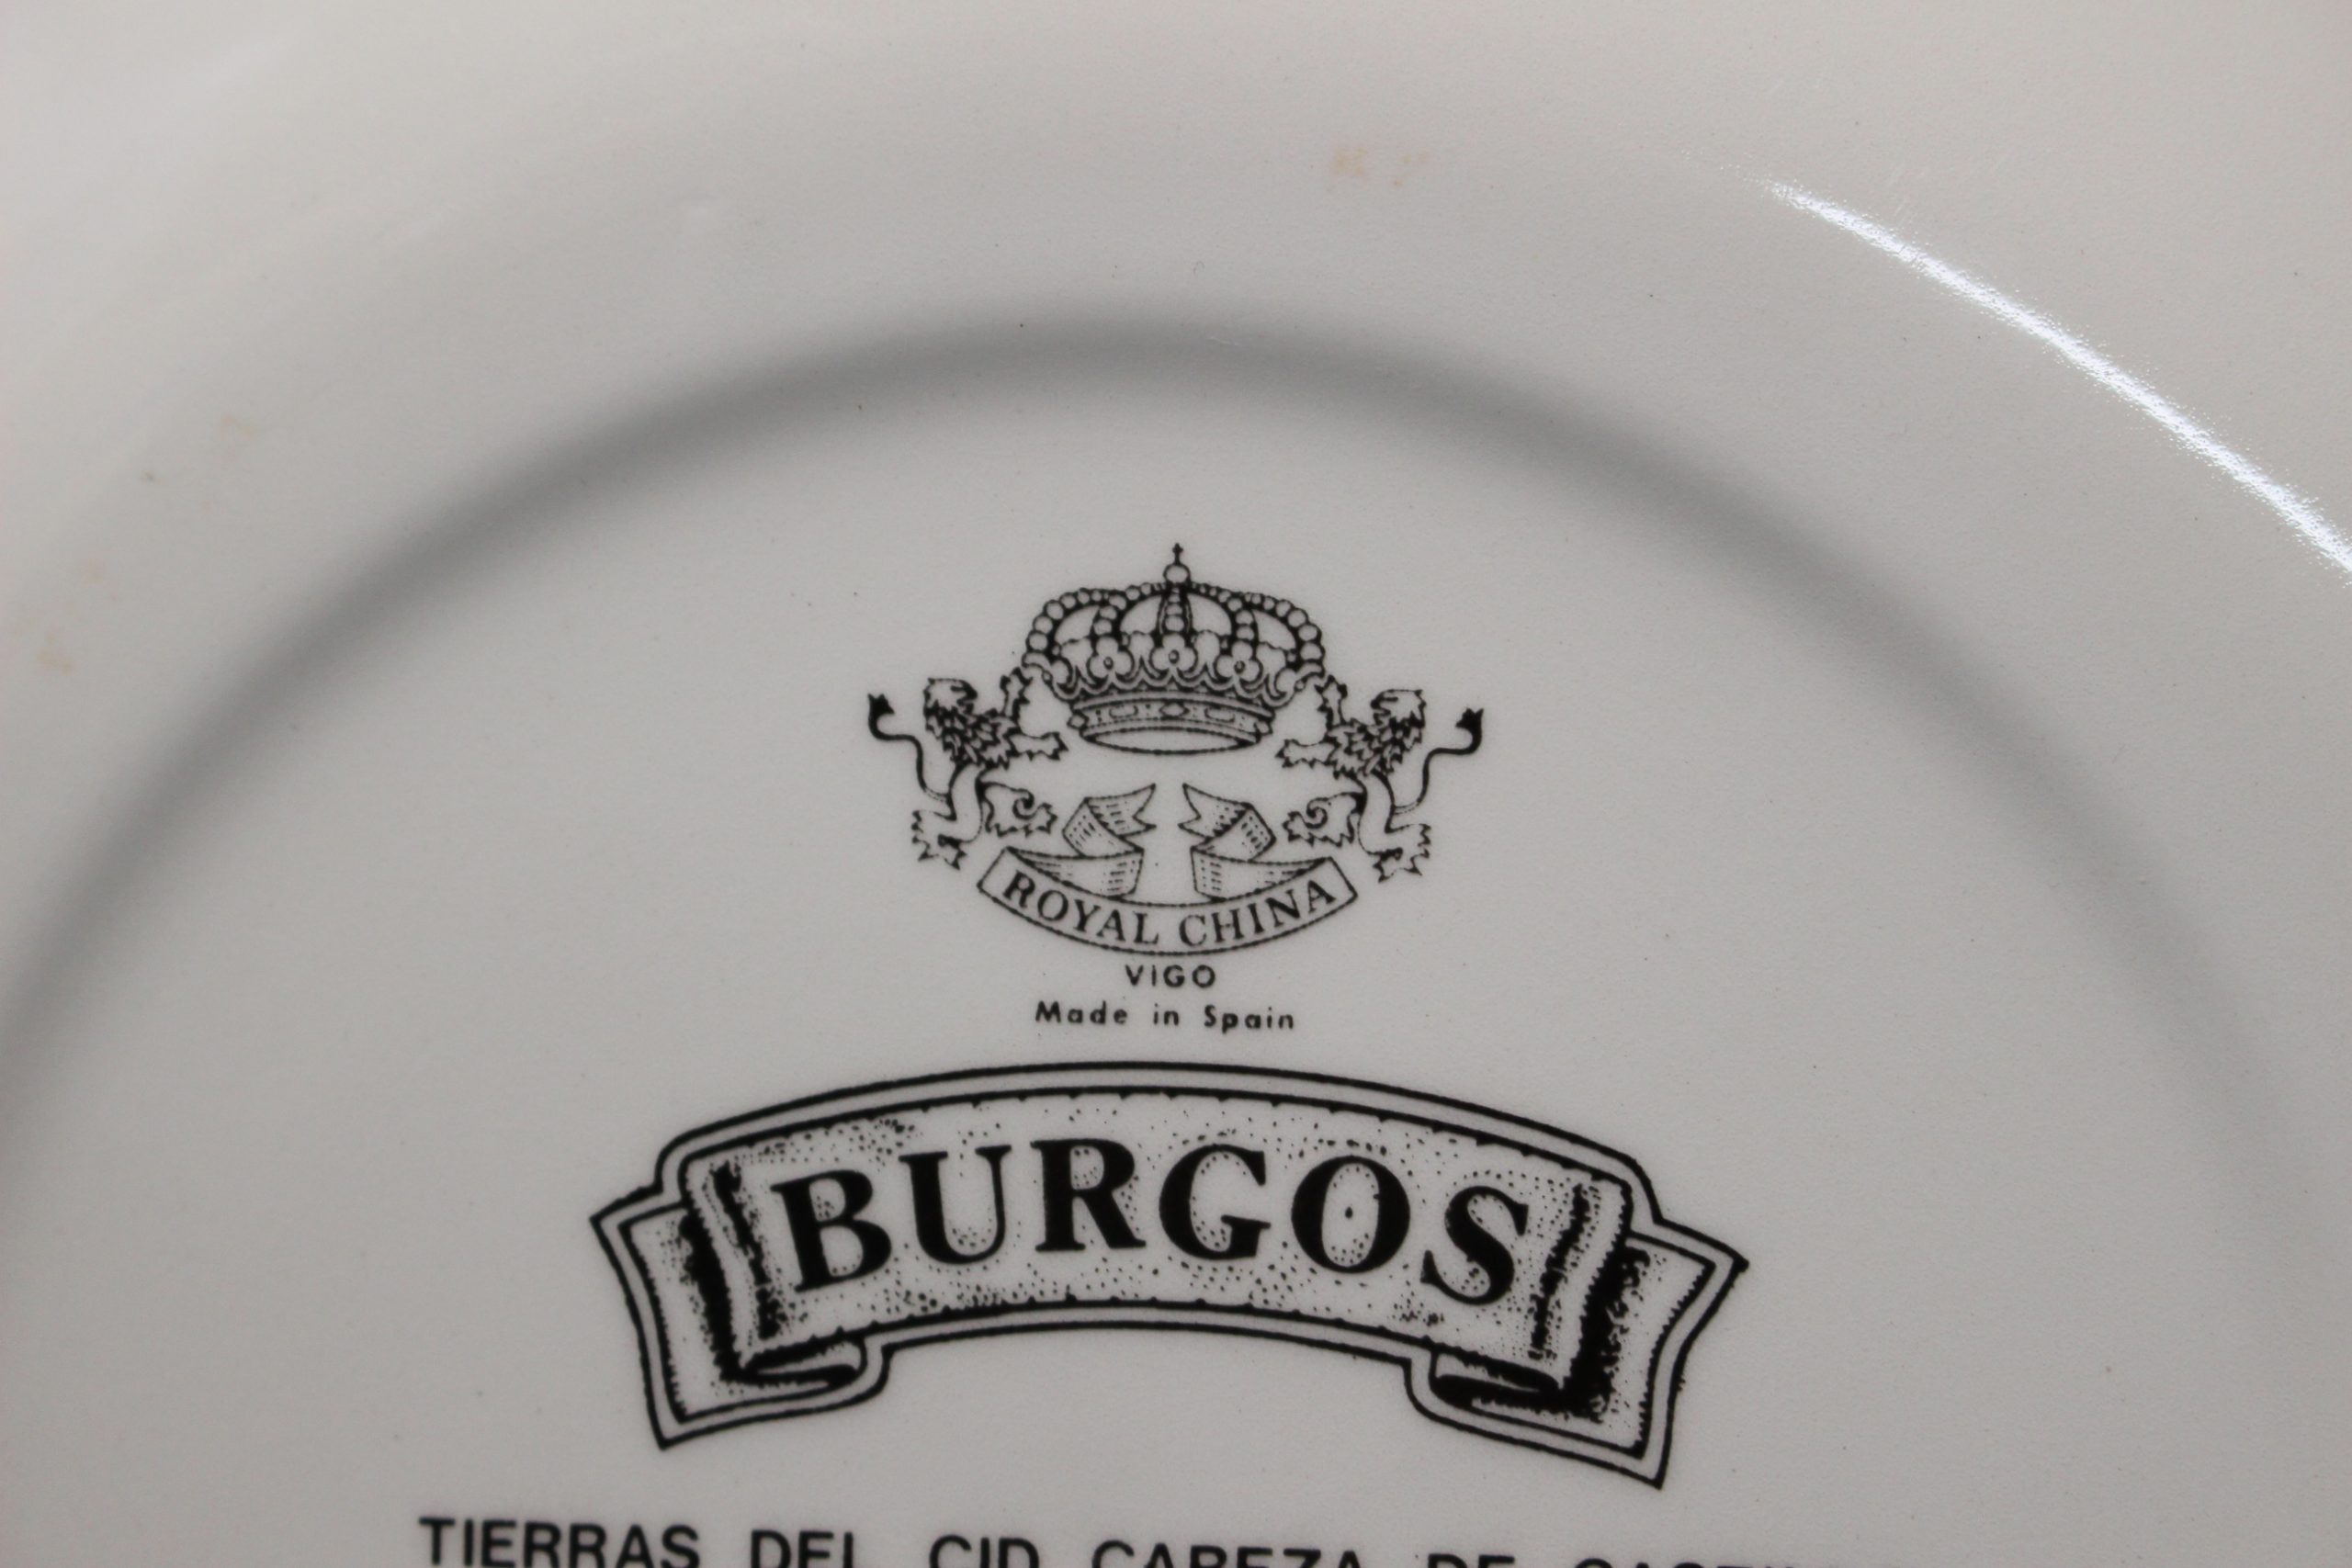 ROYAL CHINA
VIGO
Made in Spain
BURGOS
TIERRAS DEL CID CABEZA DE